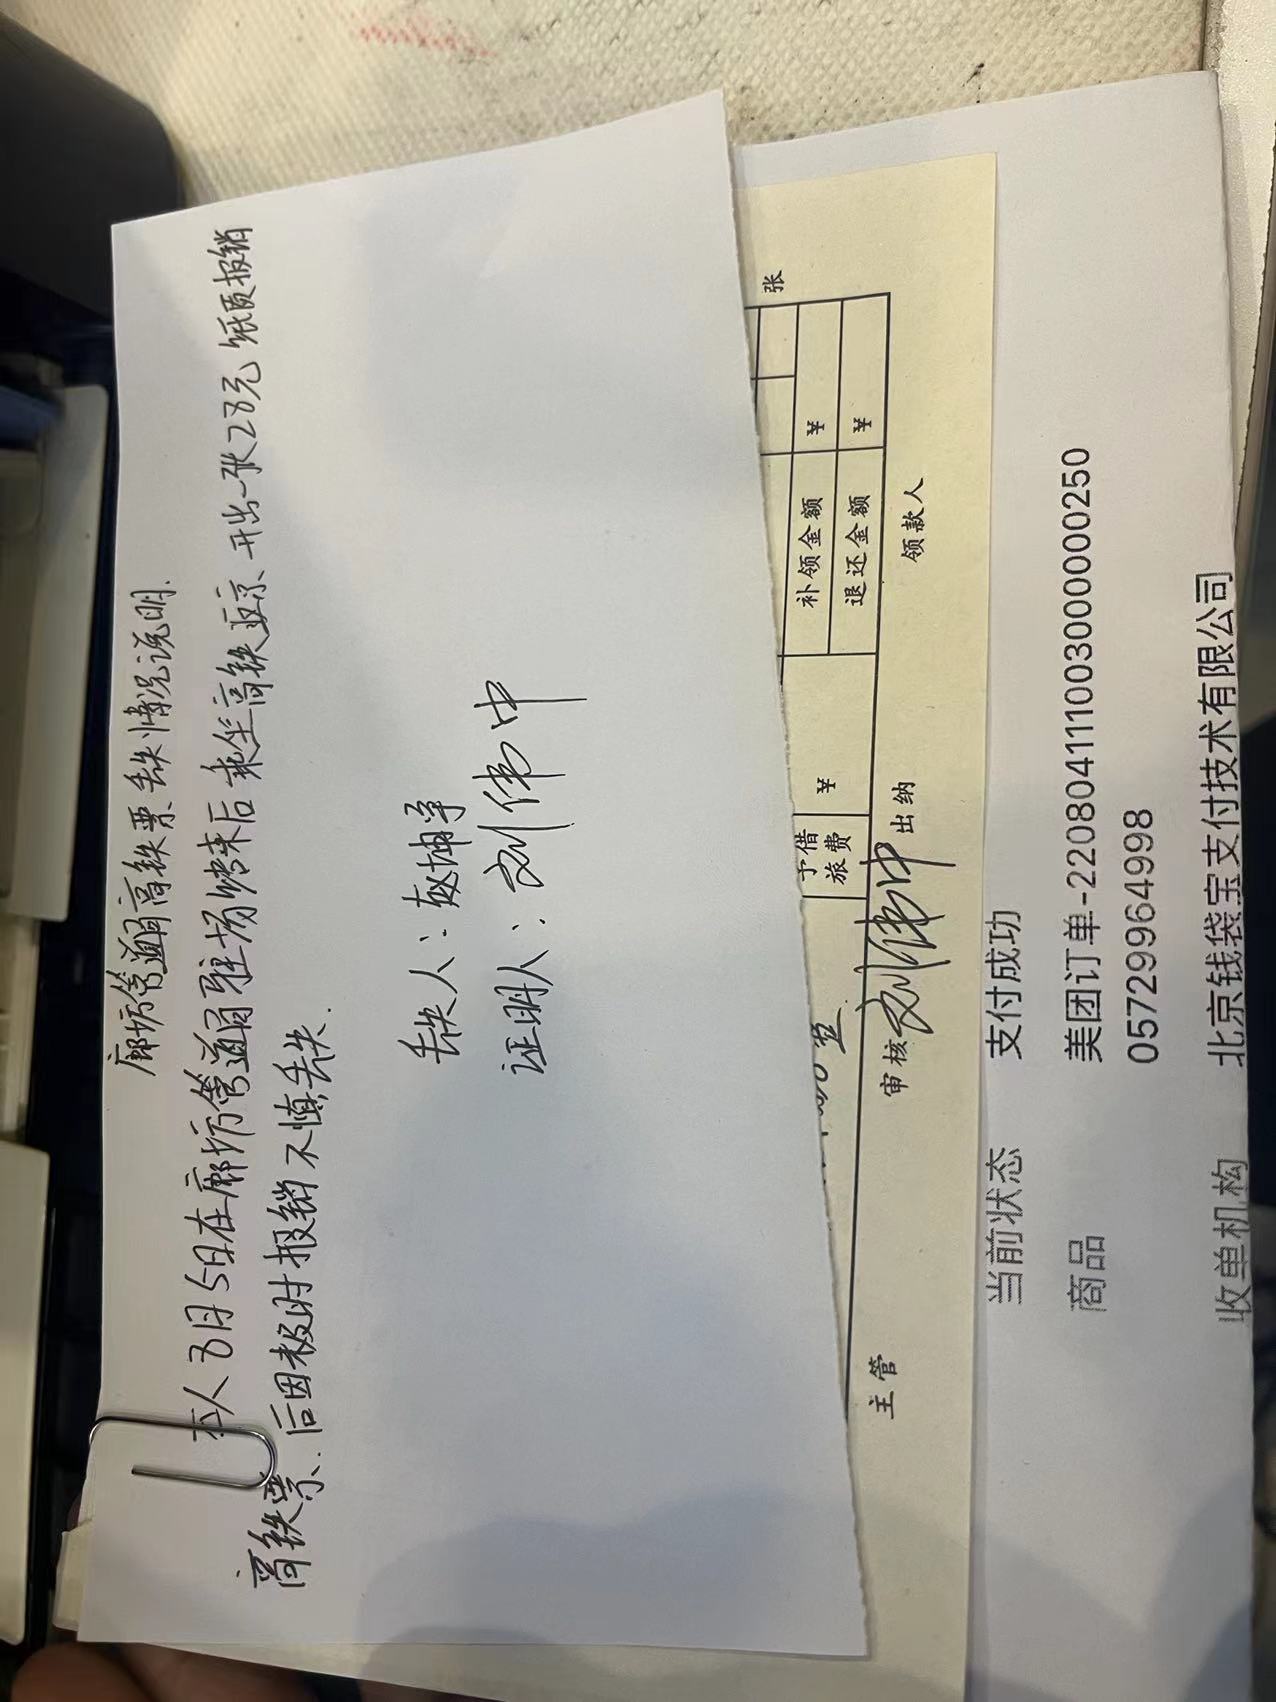 廊坊管道局高铁票丢失情况说明.
本人8月5日在廊坊管道局驻场结束后乘坐高铁返京、开出一张28元纸质报销
高铁票、后因未及时报销不慎丢失.
丢失人：赵坤宇
证明人：刘伟中
张
补领金额 ¥
退还金额 ¥
予借旅费 ¥
主管 审核 刘伟中 出纳 领款人
当前状态 支付成功
商品 美团订单-22080411100300000250
05729964998
收单机构 北京钱袋宝支付技术有限公司